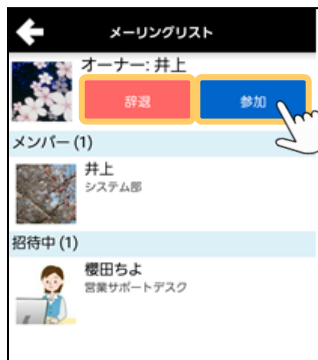 メーリングリスト
オーナー: 井上
辞退
参加
メンバー (1)
井上
システム部
招待中 (1)
櫻田ちよ
営業サポートデスク